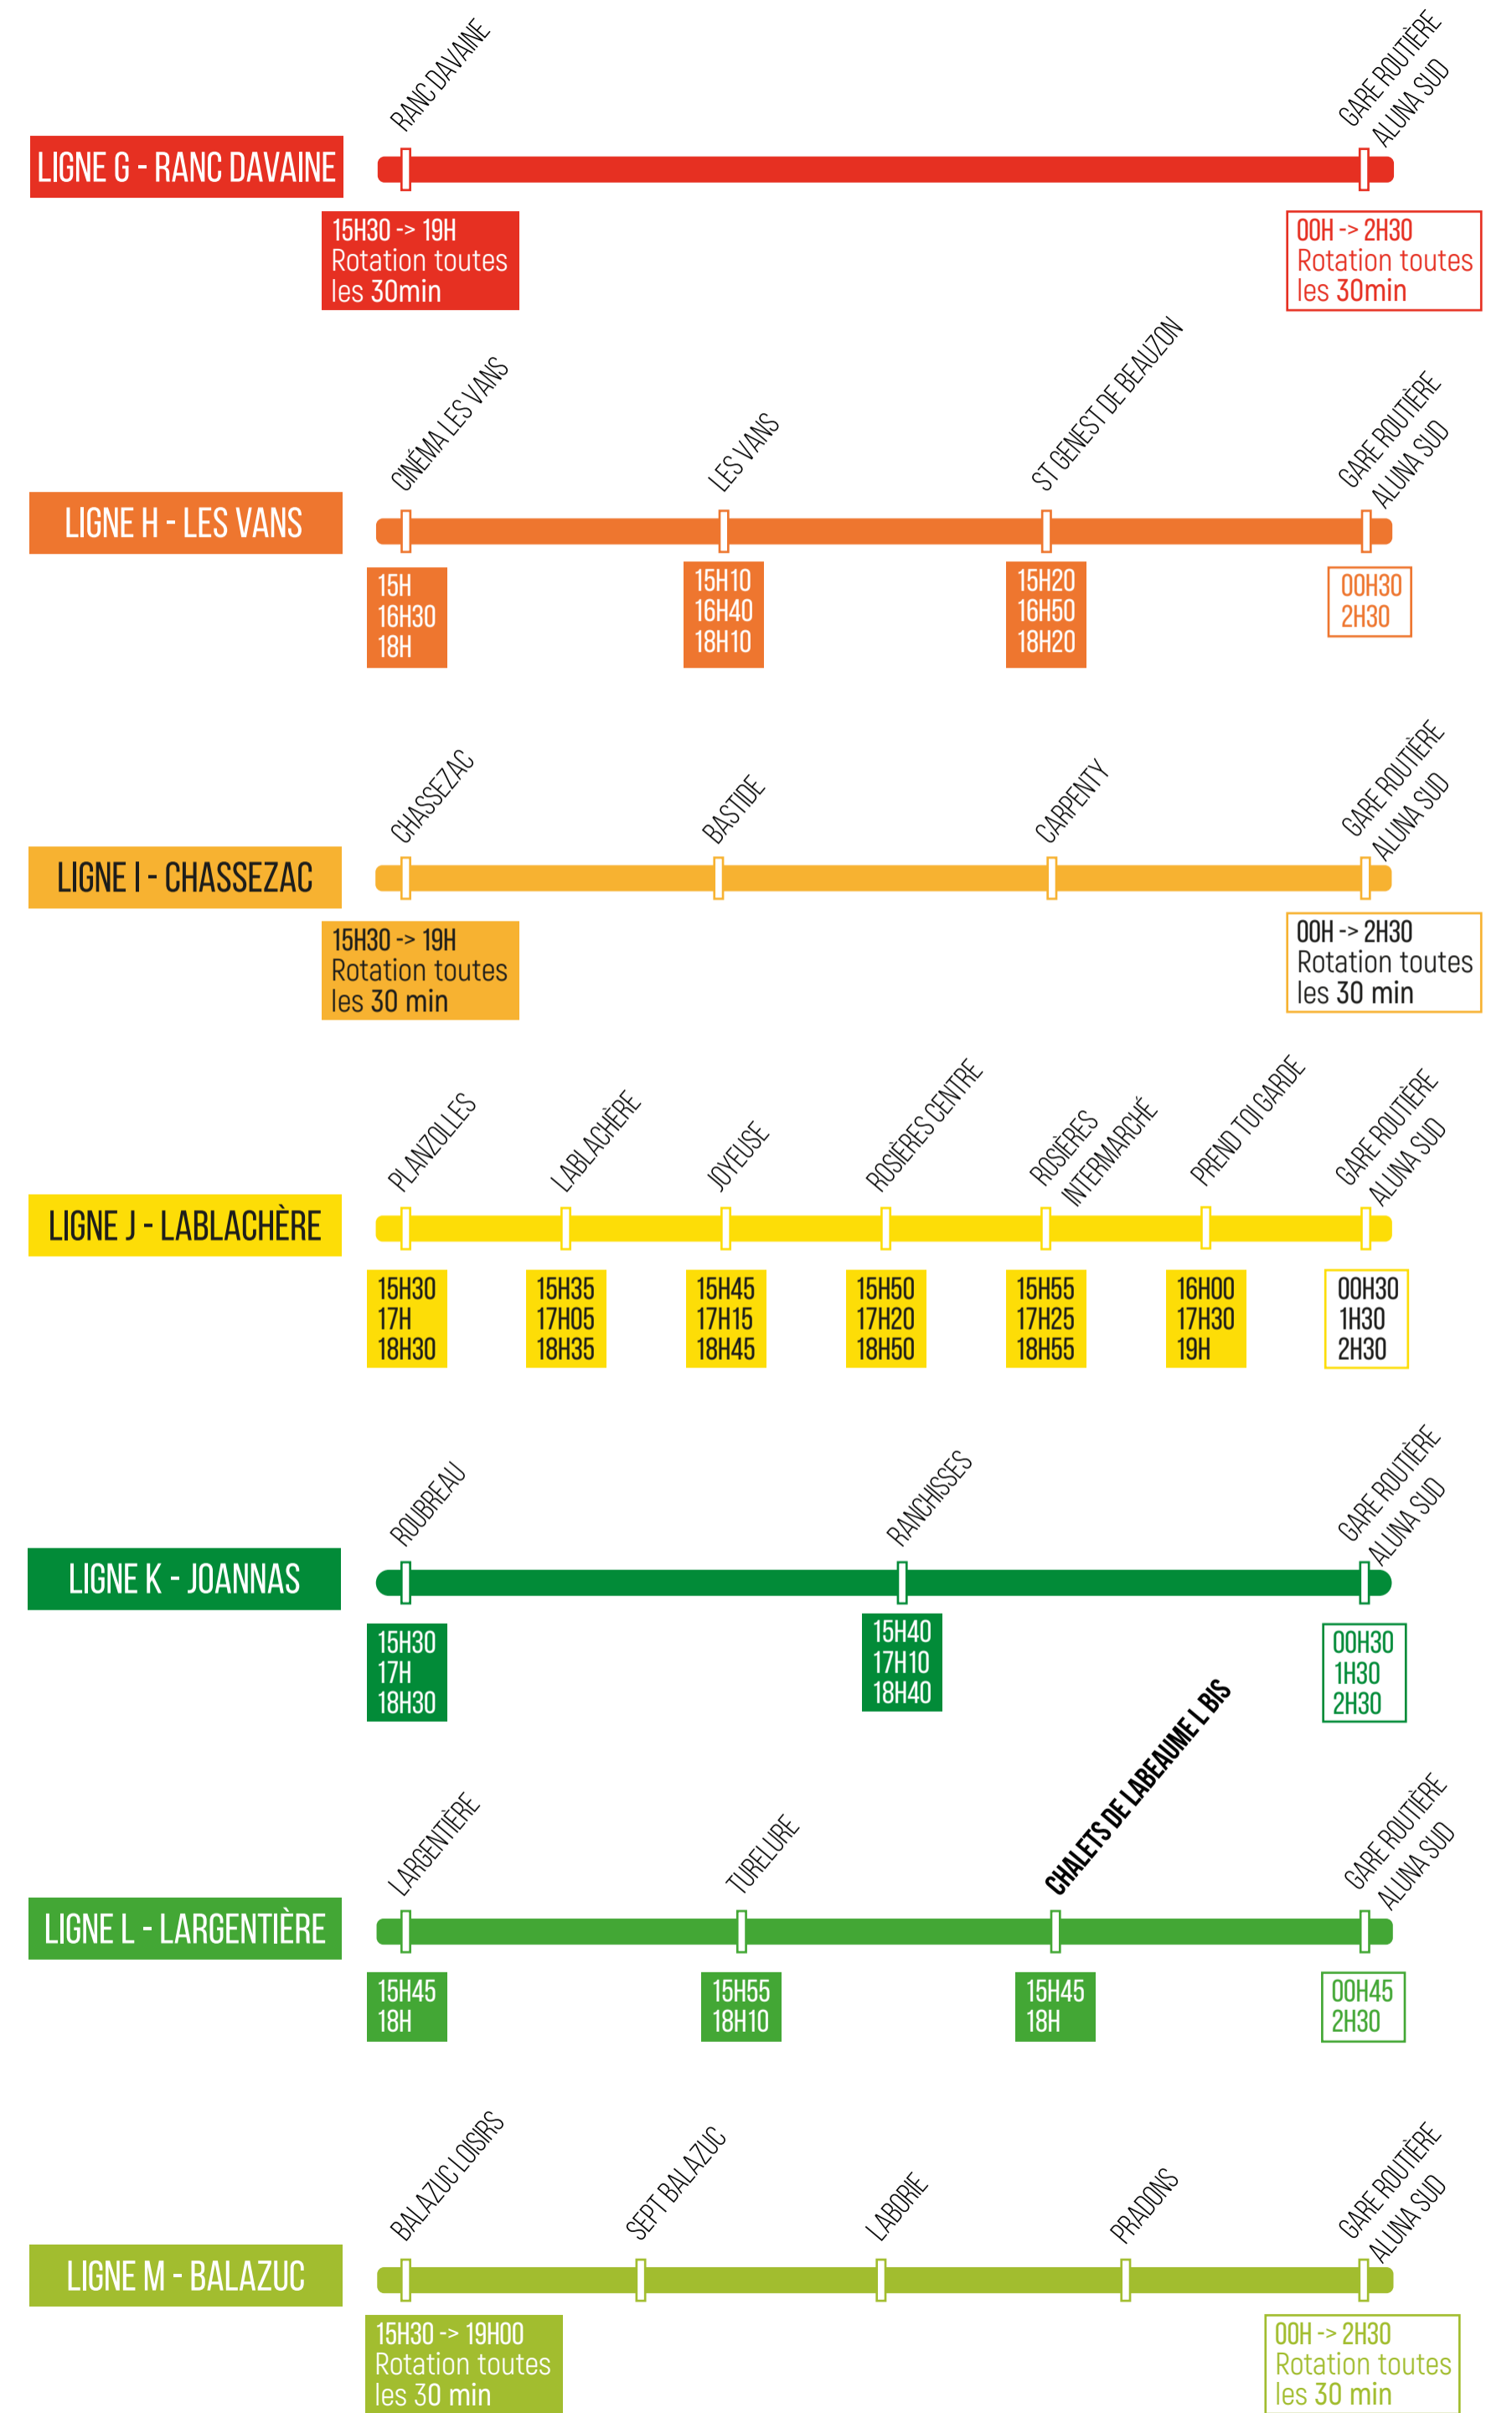 RANC DAVAINE
GARE ROUTIÈRE
ALUNA SUD
LIGNE G - RANC DAVAINE
15H30 -> 19H
Rotation toutes
les 30min
00H -> 2H30
Rotation toutes
les 30min
CINÉMA LES VANS
LES VANS
ST GENEST DE BEAUZON
GARE ROUTIÈRE
ALUNA SUD
LIGNE H - LES VANS
15H
16H30
18H
15H10
16H40
18H10
15H20
16H50
18H20
00H30
2H30
CHASSEZAC
BASTIDE
CARPENTY
GARE ROUTIÈRE
ALUNA SUD
LIGNE I - CHASSEZAC
15H30 -> 19H
Rotation toutes
les 30 min
00H -> 2H30
Rotation toutes
les 30 min
PLANZOLLES
LABLACHÈRE
JOYEUSE
ROSIÈRES CENTRE
ROSIÈRES
INTERMARCHÉ
PREND TOI GARDE
GARE ROUTIÈRE
ALUNA SUD
LIGNE J - LABLACHÈRE
15H30
17H
18H30
15H35
17H05
18H35
15H45
17H15
18H45
15H50
17H20
18H50
15H55
17H25
18H55
16H00
17H30
19H
00H30
1H30
2H30
ROUBREAU
RANCHISSES
GARE ROUTIÈRE
ALUNA SUD
LIGNE K - JOANNAS
15H30
17H
18H30
15H40
17H10
18H40
00H30
1H30
2H30
LARGENTIÈRE
TURELURE
CHALETS DE LABEAUME L BIS
GARE ROUTIÈRE
ALUNA SUD
LIGNE L - LARGENTIÈRE
15H45
18H
15H55
18H10
15H45
18H
00H45
2H30
BALAZUC LOISIRS
SEPT BALAZUC
LABORIE
PRADONS
GARE ROUTIÈRE
ALUNA SUD
LIGNE M - BALAZUC
15H30 -> 19H00
Rotation toutes
les 30 min
00H -> 2H30
Rotation toutes
les 30 min